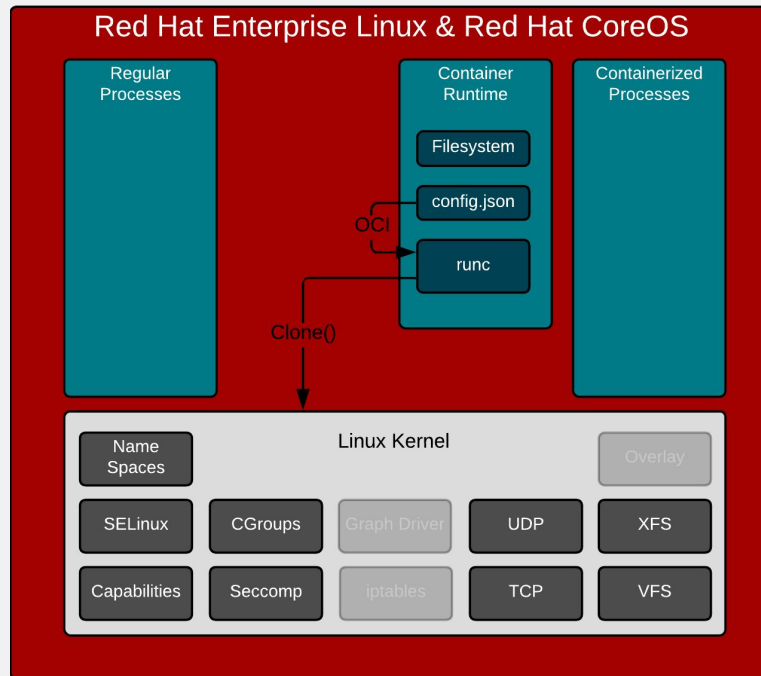 Red Hat Enterprise Linux & Red Hat CoreOS
Regular
Processes
Container
Runtime
Containerized
Processes
Filesystem
config.json
OCI
runc
Clone()
Linux Kernel
Name
Spaces
Overlay
SELinux
CGroups
Graph Driver
UDP
XFS
Capabilities
Seccomp
iptables
TCP
VFS